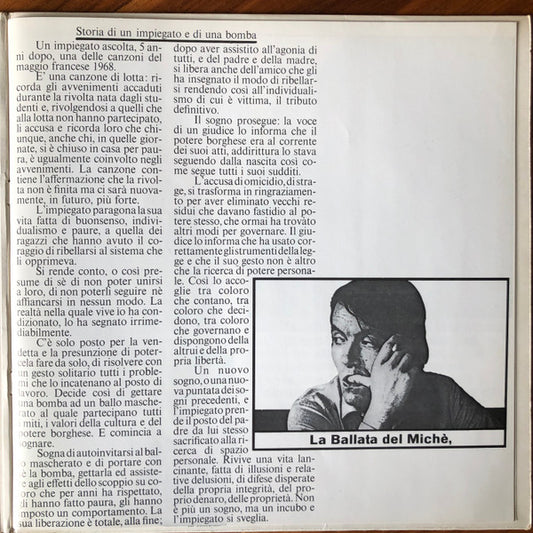 Storia di un impiegato e di una bomba
Un impiegato ascolta, 5 an-
ni dopo, una delle canzoni del
maggio francese 1968.
E' una canzone di lotta: ri-
corda gli avvenimenti accaduti
durante la rivolta nata dagli stu-
denti e, rivolgendosi a quelli che
alla lotta non hanno partecipato,
li accusa e ricorda loro che chi-
unque, anche chi, in quelle gior-
nate, si è chiuso in casa per pau-
ra, è ugualmente coinvolto negli
avvenimenti. La canzone con-
tiene l'affermazione che la rivol-
ta non è finita ma ci sarà nuova-
mente, in futuro, più forte.
L'impiegato paragona la sua
vita fatta di buonsenso, indivi-
dualismo e paure, a quella dei
ragazzi che hanno avuto il co-
raggio di ribellarsi al sistema che
li opprimeva.
Si rende conto, o così pre-
sume di sè di non poter unirsi
a loro, di non poterli seguire nè
affiancarsi in nessun modo. La
realtà nella quale vive io ha con-
dizionato, lo ha segnato irrime-
diabilmente.
C'è solo posto per la ven-
detta e la presunzione di poter-
cela fare da solo, di risolvere con
un gesto solitario tutti i proble-
mi che lo incatenano al posto di
lavoro. Decide così di gettare
una bomba ad un ballo masche-
rato al quale partecipano tutti
i miti, i valori della cultura e del
potere borghese. E comincia a
sognare.
Sogna di autoinvitarsi al bal-
lo mascherato e di portare con
sè la bomba, gettarla ed assiste-
re agli effetti dello scoppio su co-
loro che per anni ha rispettato,
gli hanno fatto paura, gli hanno
imposto un comportamento. La
sua liberazione è totale, alla fine;
dopo aver assistito all'agonia di
tutti, e del padre e della madre,
si libera anche dell'amico che gli
ha insegnato il modo di ribellar-
si rendendo così all'individuali-
smo di cui è vittima, il tributo
definitivo.
Il sogno prosegue: la voce
di un giudice lo informa che il
potere borghese era al corrente
dei suoi atti, addirittura lo stava
seguendo dalla nascita così co-
me segue tutti i suoi sudditi.
L'accusa di omicidio, di stra-
ge, si trasforma in ringraziamento
per aver eliminato vecchi re-
sidui che davano fastidio al po-
tere stesso, che ormai ha trovato
altri modi per governare. Il giu-
dice lo informa che ha usato cor-
rettamente gli strumenti della leg-
ge e che il suo gesto non è altro
che la ricerca di potere persona-
le. Così lo acco-
glie tra coloro
che contano, tra
coloro che deci-
dono, tra coloro
che governano e
dispongono della
altrui e della pro-
pria libertà.
Un nuovo
sogno, o una nuo-
va puntata dei so-
gni precedenti, e
l'impiegato pren-
de il posto del pa-
dre da lui stesso
sacrificato alla ri-
cerca di spazio
personale. Rivive una vita lan-
cinante, fatta di illusioni e rela-
tive delusioni, di difese disperate
della propria integrità, del pro-
prio denaro, delle proprietà. Non
è più un sogno, ma un incubo e
l'impiegato si sveglia.
La Ballata del Michè,